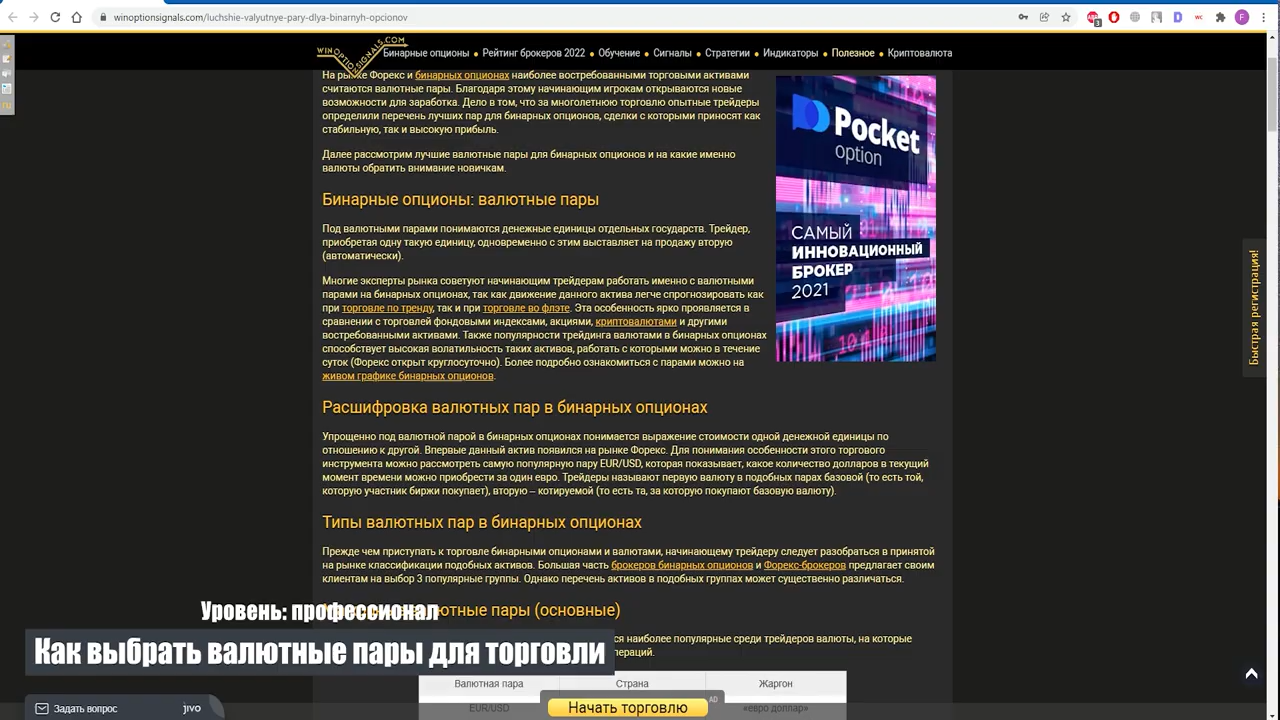 winoptionsignals.com/luchshie-valyutnye-pary-dlya-binarnyh-opcionov
WINOPTIONSIGNALS.COM
Бинарные опционы • Рейтинг брокеров 2022 • Обучение • Сигналы • Стратегии • Индикаторы • Полезное • Криптовалюта
На рынке Форекс и бинарных опционах наиболее востребованными торговыми активами
считаются валютные пары. Благодаря этому начинающим игрокам открываются новые
возможности для заработка. Дело в том, что за многолетнюю торговлю опытные трейдеры
определили перечень лучших пар для бинарных опционов, сделки с которыми приносят как
стабильную, так и высокую прибыль.
Далее рассмотрим лучшие валютные пары для бинарных опционов и на какие именно
валюты обратить внимание новичкам.
Pocket
option
САМЫЙ
ИННОВАЦИОННЫЙ
БРОКЕР
2021
Бинарные опционы: валютные пары
Под валютными парами понимаются денежные единицы отдельных государств. Трейдер,
приобретая одну такую единицу, одновременно с этим выставляет на продажу вторую
(автоматически).
Многие эксперты рынка советуют начинающим трейдерам работать именно с валютными
парами на бинарных опционах, так как движение данного актива легче спрогнозировать как
при торговле по тренду, так и при торговле во флэте. Эта особенность ярко проявляется в
сравнении с торговлей фондовыми индексами, акциями, криптовалютами и другими
востребованными активами. Также популярности трейдинга валютами в бинарных опционах
способствует высокая волатильность таких активов, работать с которыми можно в течение
суток (Форекс открыт круглосуточно). Более подробно ознакомиться с парами можно на
живом графике бинарных опционов.
Быстрая регистрация!
Расшифровка валютных пар в бинарных опционах
Упрощенно под валютной парой в бинарных опционах понимается выражение стоимости одной денежной единицы по
отношению к другой. Впервые данный актив появился на рынке Форекс. Для понимания особенности этого торгового
инструмента можно рассмотреть самую популярную пару EUR/USD, которая показывает, какое количество долларов в текущий
момент времени можно приобрести за один евро. Трейдеры называют первую валюту в подобных парах базовой (то есть той,
которую участник биржи покупает), вторую – котируемой (то есть та, за которую покупают базовую валюту).
Типы валютных пар в бинарных опционах
Прежде чем приступать к торговле бинарными опционами и валютами, начинающему трейдеру следует разобраться в принятой
на рынке классификации подобных активов. Большая часть брокеров бинарных опционов и Форекс-брокеров предлагает своим
клиентам на выбор 3 популярные группы. Однако перечень активов в подобных группах может существенно различаться.
Уровень: профессионал
валютные пары (основные)
наиболее популярные среди трейдеров валюты, на которые
Как выбрать валютные пары для торговли
Валютная пара Страна Жаргон
EUR/USD «евро доллар»
AD
Начать торговлю
Задать вопрос jivo